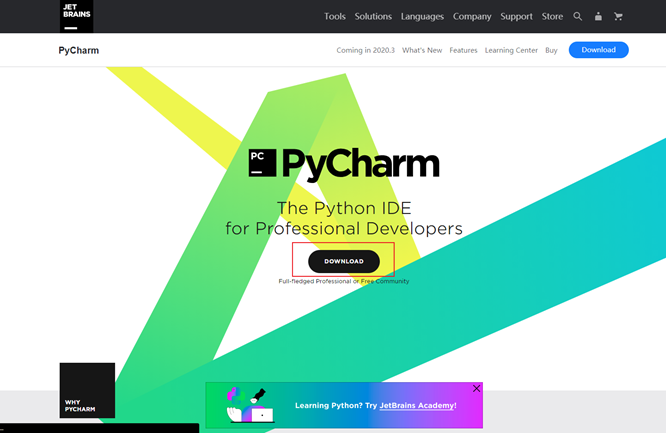 JET
BRAINS
Tools Solutions Languages Company Support Store
PyCharm
Coming in 2020.3 What's New Features Learning Center Buy Download
PC
PyCharm
The Python IDE
for Professional Developers
DOWNLOAD
Full-fledged Professional or Free Community
WHY
PYCHARM
Learning Python? Try JetBrains Academy!